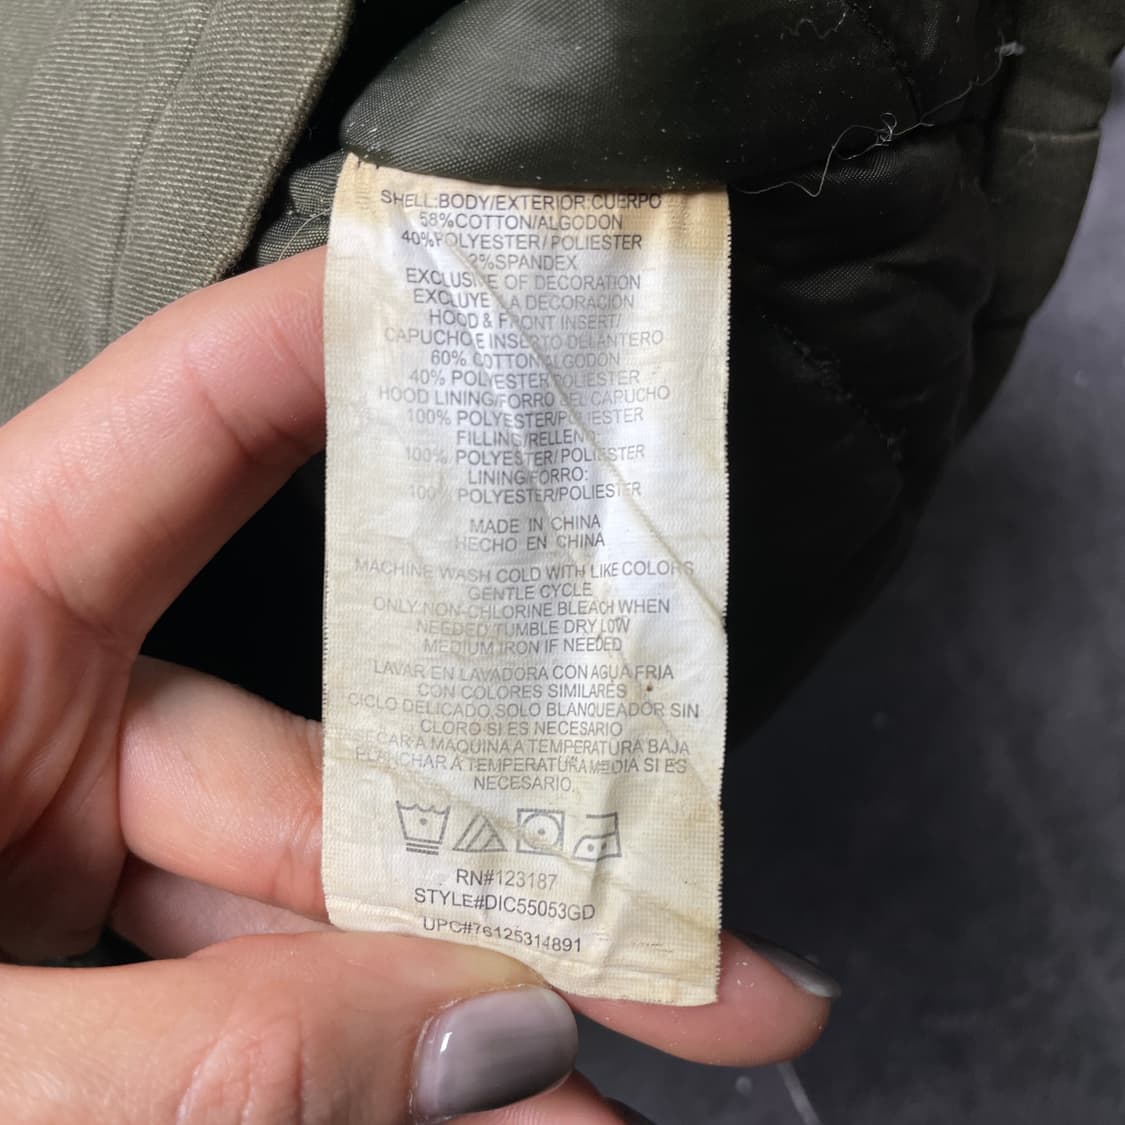 SHELL:BODY/EXTERIOR:CUERPO
58%COTTON/ALGODON
40%POLYESTER/POLIESTER
2%SPANDEX
EXCLUSIVE OF DECORATION
EXCLUYE LA DECORACION
HOOD & FRONT INSERT/
CAPUCHO E INSERTO DELANTERO
60% COTTON/ALGODON
40% POLYESTER/POLIESTER
HOOD LINING/FORRO DEL CAPUCHO
100% POLYESTER/POLIESTER
FILLING/RELLENO:
100% POLYESTER/POLIESTER
LINING/FORRO:
100% POLYESTER/POLIESTER
MADE IN CHINA
HECHO EN CHINA
MACHINE WASH COLD WITH LIKE COLORS
GENTLE CYCLE
ONLY NON-CHLORINE BLEACH WHEN
NEEDED TUMBLE DRY LOW
MEDIUM IRON IF NEEDED
LAVAR EN LAVADORA CON AGUA FRIA
CON COLORES SIMILARES
CICLO DELICADO,SOLO BLANQUEADOR SIN
CLORO SI ES NECESARIO
SECAR A MAQUINA A TEMPERATURA BAJA
PLANCHAR A TEMPERATURA MEDIA SI ES
NECESARIO.
RN#123187
STYLE#DIC55053GD
UPC#76125314891